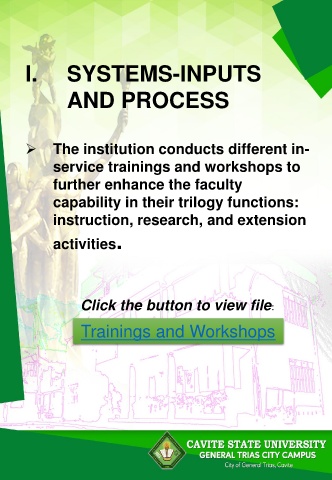 I. SYSTEMS-INPUTS
AND PROCESS
➢ The institution conducts different in-
service trainings and workshops to
further enhance the faculty
capability in their trilogy functions:
instruction, research, and extension
activities.
Click the button to view file.
Trainings and Workshops
CAVITE STATE UNIVERSITY
GENERAL TRIAS CITY CAMPUS
City of General Trias, Cavite